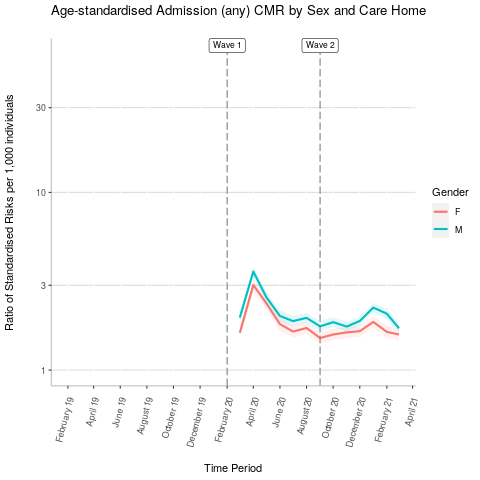 Age-standardised Admission (any) CMR by Sex and Care Home
Wave 1
Wave 2
Ratio of Standardised Risks per 1,000 individuals
30
10
3
1
Gender
F
M
February 19
April 19
June 19
August 19
October 19
December 19
February 20
April 20
June 20
August 20
October 20
December 20
February 21
April 21
Time Period